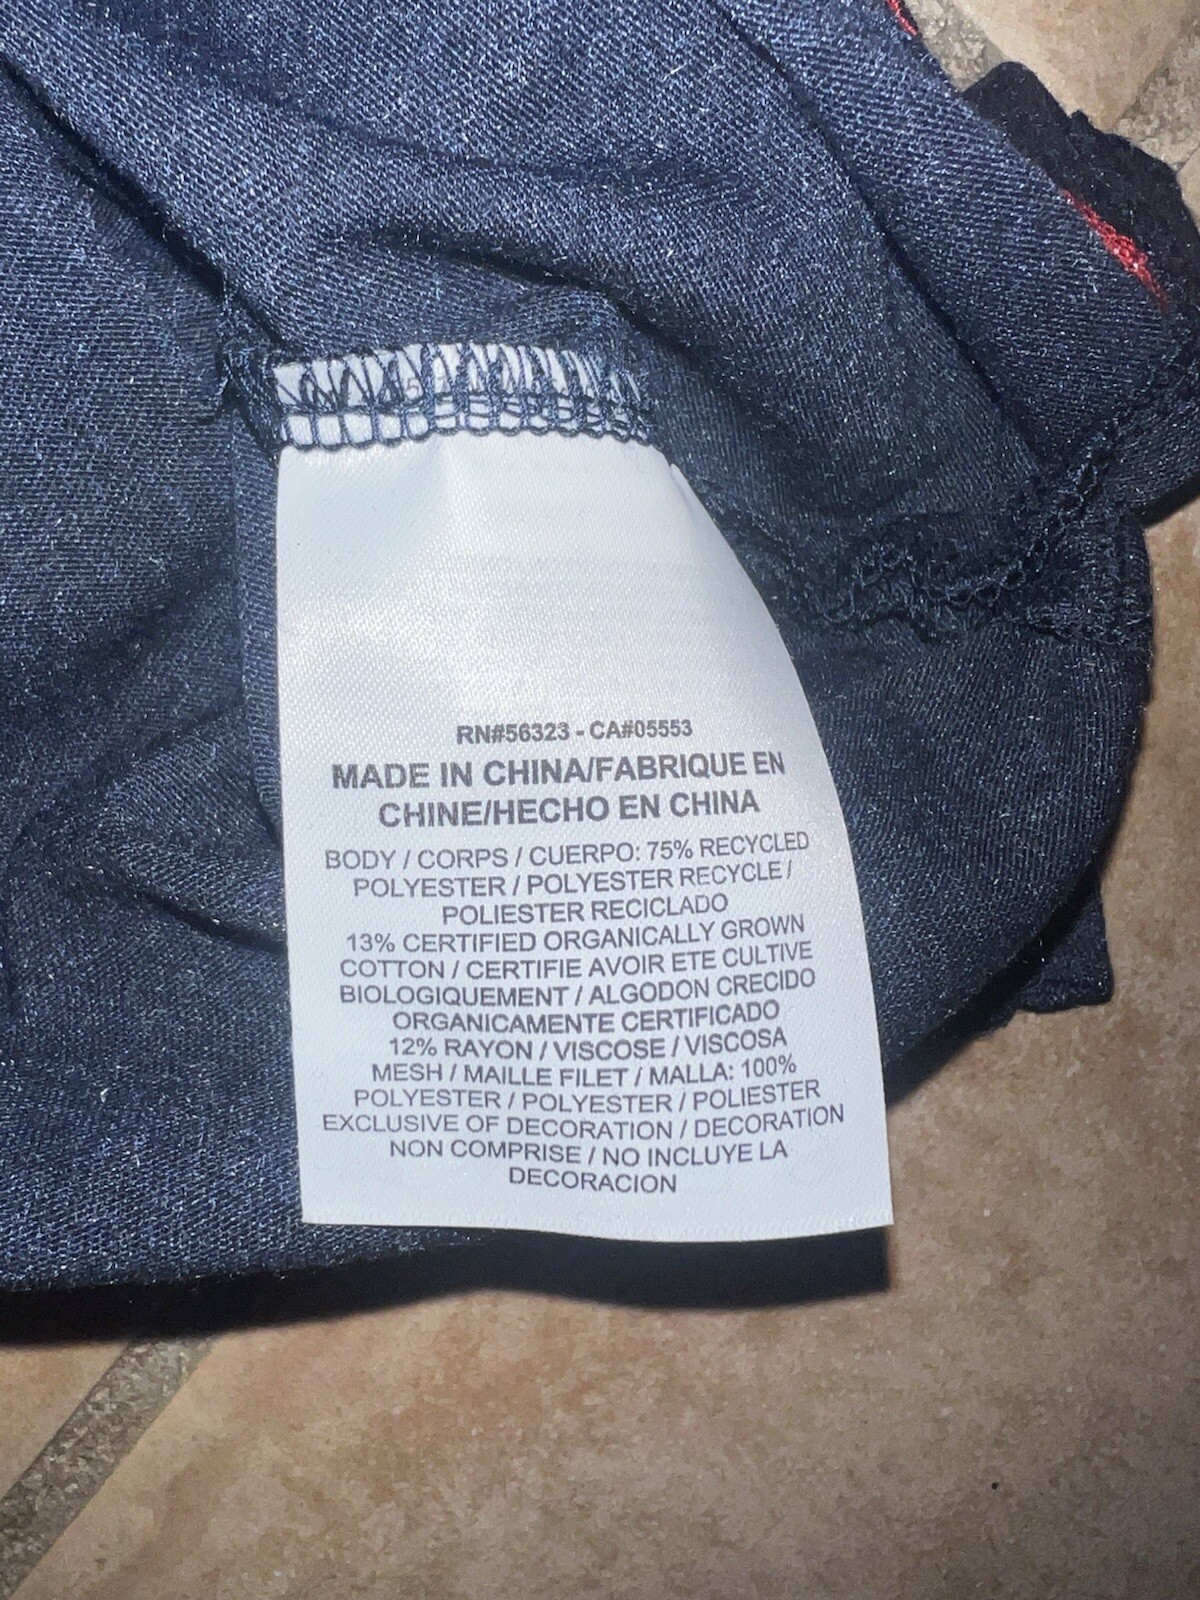 RN#56323 - CA#05553
MADE IN CHINA/FABRIQUE EN
CHINE/HECHO EN CHINA
BODY / CORPS / CUERPO: 75% RECYCLED
POLYESTER / POLYESTER RECYCLE /
POLIESTER RECICLADO
13% CERTIFIED ORGANICALLY GROWN
COTTON / CERTIFIE AVOIR ETE CULTIVE
BIOLOGIQUEMENT / ALGODON CRECIDO
ORGANICAMENTE CERTIFICADO
12% RAYON / VISCOSE / VISCOSA
MESH / MAILLE FILET / MALLA: 100%
POLYESTER / POLYESTER / POLIESTER
EXCLUSIVE OF DECORATION / DECORATION
NON COMPRISE / NO INCLUYE LA
DECORACION